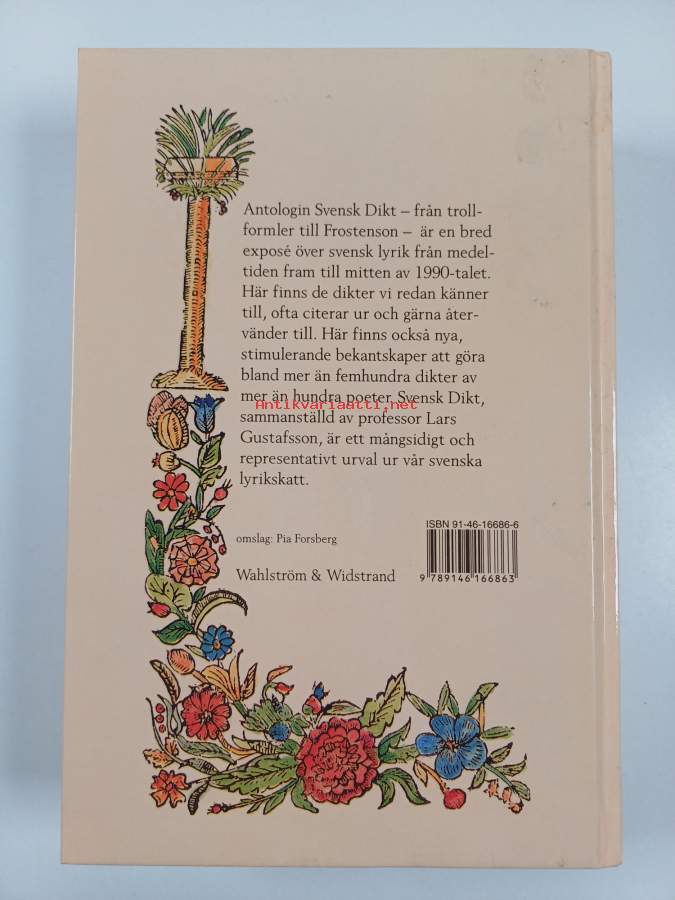 Antologin Svensk Dikt – från troll-
formler till Frostenson – är en bred
exposé över svensk lyrik från medel-
tiden fram till mitten av 1990-talet.
Här finns de dikter vi redan känner
till, ofta citerar ur och gärna åter-
vänder till. Här finns också nya,
stimulerande bekantskaper att göra
bland mer än femhundra dikter av
mer än hundra poeter. Svensk Dikt,
Antikvariaatti.net
sammanställd av professor Lars
Gustafsson, är ett mångsidigt och
representativt urval ur vår svenska
lyrikskatt.
ISBN 91-46-16686-6
omslag: Pia Forsberg
Wahlström & Widstrand
9 789146 166863